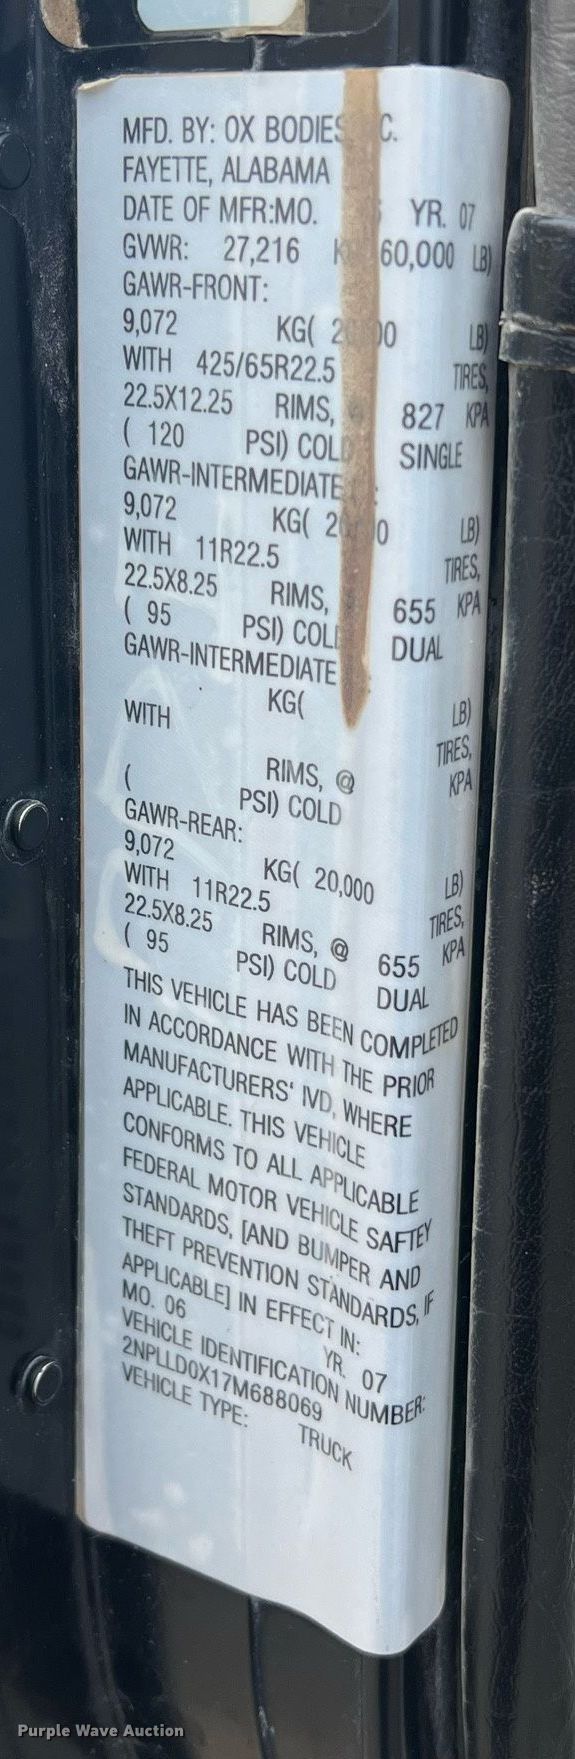 MFD. BY: OX BODIES C.
FAYETTE, ALABAMA
DATE OF MFR:MO. YR. 07
GVWR: 27,216 60,000 LB)
GAWR-FRONT:
9,072 KG( LB)
WITH 425/65R22.5 TIRES,
22.5X12.25 RIMS, 827 KPA
( 120 PSI) COLD SINGLE
GAWR-INTERMEDIATE
9,072 KG( LB)
WITH 11R22.5 TIRES,
22.5X8.25 RIMS, 655 KPA
( 95 PSI) COLD DUAL
GAWR-INTERMEDIATE
KG( LB)
WITH TIRES,
RIMS, @ KPA
( PSI) COLD
GAWR-REAR:
9,072 KG( 20,000 LB)
WITH 11R22.5 TIRES,
22.5X8.25 RIMS, @ 655 KPA
( 95 PSI) COLD DUAL
THIS VEHICLE HAS BEEN COMPLETED
IN ACCORDANCE WITH THE PRIOR
MANUFACTURERS' IVD, WHERE
APPLICABLE. THIS VEHICLE
CONFORMS TO ALL APPLICABLE
FEDERAL MOTOR VEHICLE SAFTEY
STANDARDS, [AND BUMPER AND
THEFT PREVENTION STANDARDS, IF
APPLICABLE] IN EFFECT IN:
MO. 06 YR. 07
VEHICLE IDENTIFICATION NUMBER:
2NPLLD0X17M688069
VEHICLE TYPE: TRUCK
Purple Wave Auction